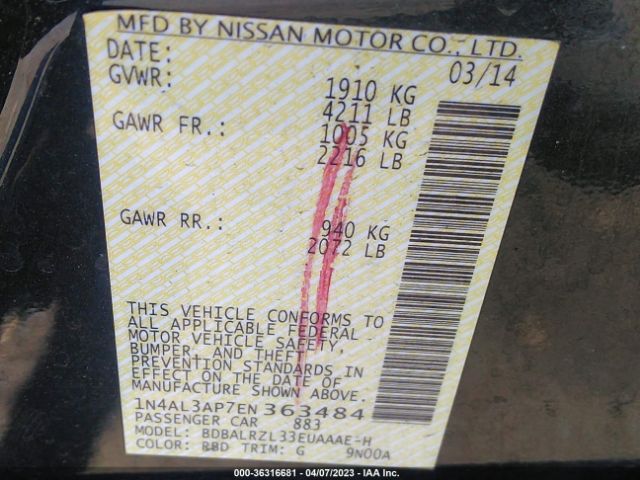 MFD BY NISSAN MOTOR CO., LTD.
DATE: 03/14
GVWR: 1910 KG
4211 LB
GAWR FR.: 1005 KG
2216 LB
GAWR RR.: 940 KG
2072 LB
THIS VEHICLE CONFORMS TO
ALL APPLICABLE FEDERAL
MOTOR VEHICLE SAFETY,
BUMPER, AND THEFT
PREVENTION STANDARDS IN
EFFECT ON THE DATE OF
MANUFACTURE SHOWN ABOVE.
1N4AL3AP7EN363484
PASSENGER CAR 883
MODEL: BDBALRZL33EUAAAE-H
COLOR: RBD TRIM: G 9N00A
000-36316681 - 04/07/2023 - IAA Inc.